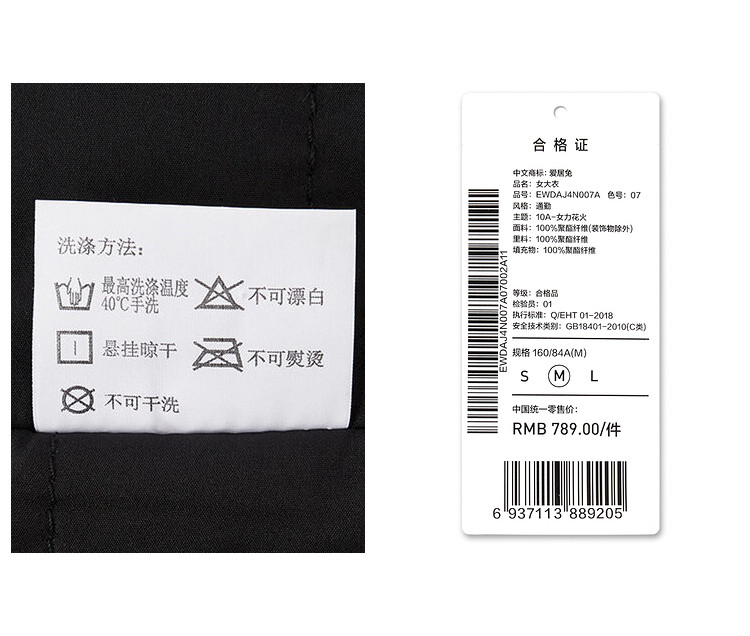 洗涤方法：
最高洗涤温度
40℃手洗
不可漂白
悬挂晾干
不可熨烫
不可干洗
合格证
中文商标：爱居兔
品名：女大衣
品号：EWDAJ4N007A 色号：07
风格：通勤
主题：10A-女力花火
面料：100%聚酯纤维(装饰物除外)
里料：100%聚酯纤维
填充物：100%聚酯纤维
EWDAJ4N007A07002A11
等级：合格品
检验员：01
执行标准：Q/EHT 01-2018
安全技术类别：GB18401-2010(C类)
规格 160/84A(M)
S M L
中国统一零售价：
RMB 789.00/件
6 937113 889205